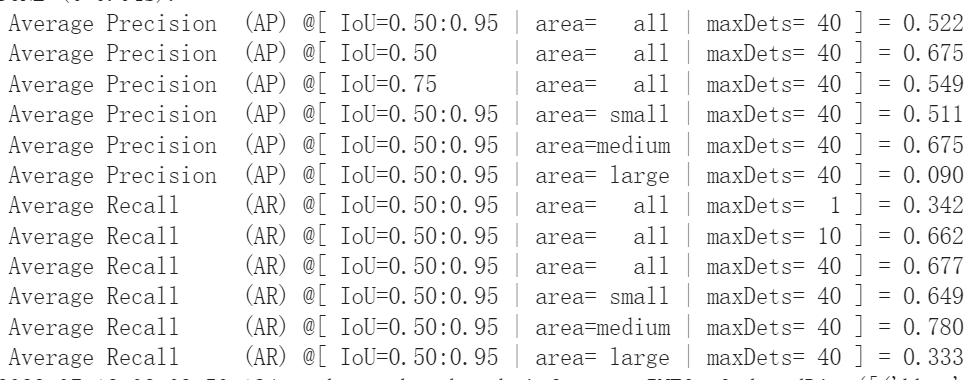 Average Precision  (AP) @[ IoU=0.50:0.95 | area=   all | maxDets= 40 ] = 0.522
Average Precision  (AP) @[ IoU=0.50      | area=   all | maxDets= 40 ] = 0.675
Average Precision  (AP) @[ IoU=0.75      | area=   all | maxDets= 40 ] = 0.549
Average Precision  (AP) @[ IoU=0.50:0.95 | area= small | maxDets= 40 ] = 0.511
Average Precision  (AP) @[ IoU=0.50:0.95 | area=medium | maxDets= 40 ] = 0.675
Average Precision  (AP) @[ IoU=0.50:0.95 | area= large | maxDets= 40 ] = 0.090
Average Recall     (AR) @[ IoU=0.50:0.95 | area=   all | maxDets=  1 ] = 0.342
Average Recall     (AR) @[ IoU=0.50:0.95 | area=   all | maxDets= 10 ] = 0.662
Average Recall     (AR) @[ IoU=0.50:0.95 | area=   all | maxDets= 40 ] = 0.677
Average Recall     (AR) @[ IoU=0.50:0.95 | area= small | maxDets= 40 ] = 0.649
Average Recall     (AR) @[ IoU=0.50:0.95 | area=medium | maxDets= 40 ] = 0.780
Average Recall     (AR) @[ IoU=0.50:0.95 | area= large | maxDets= 40 ] = 0.333